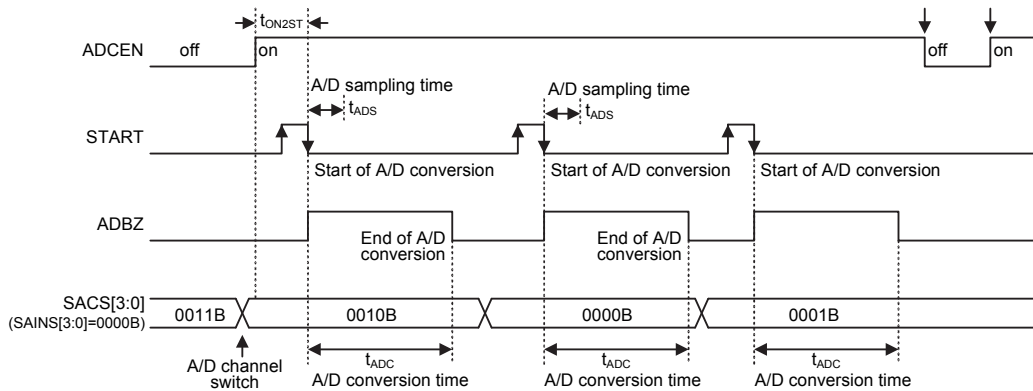 tON2ST
ADCEN off on off on
A/D sampling time A/D sampling time
tADS tADS
START
Start of A/D conversion Start of A/D conversion Start of A/D conversion
ADBZ
End of A/D conversion End of A/D conversion
SACS[3:0]
(SAINS[3:0]=0000B)
0011B 0010B 0000B 0001B
A/D channel switch
tADC tADC tADC
A/D conversion time A/D conversion time A/D conversion time